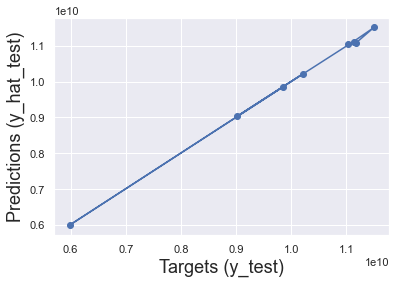 1e10
Predictions (y_hat_test)
1.1
1.0
0.9
0.8
0.7
0.6
0.6 0.7 0.8 0.9 1.0 1.1
1e10
Targets (y_test)